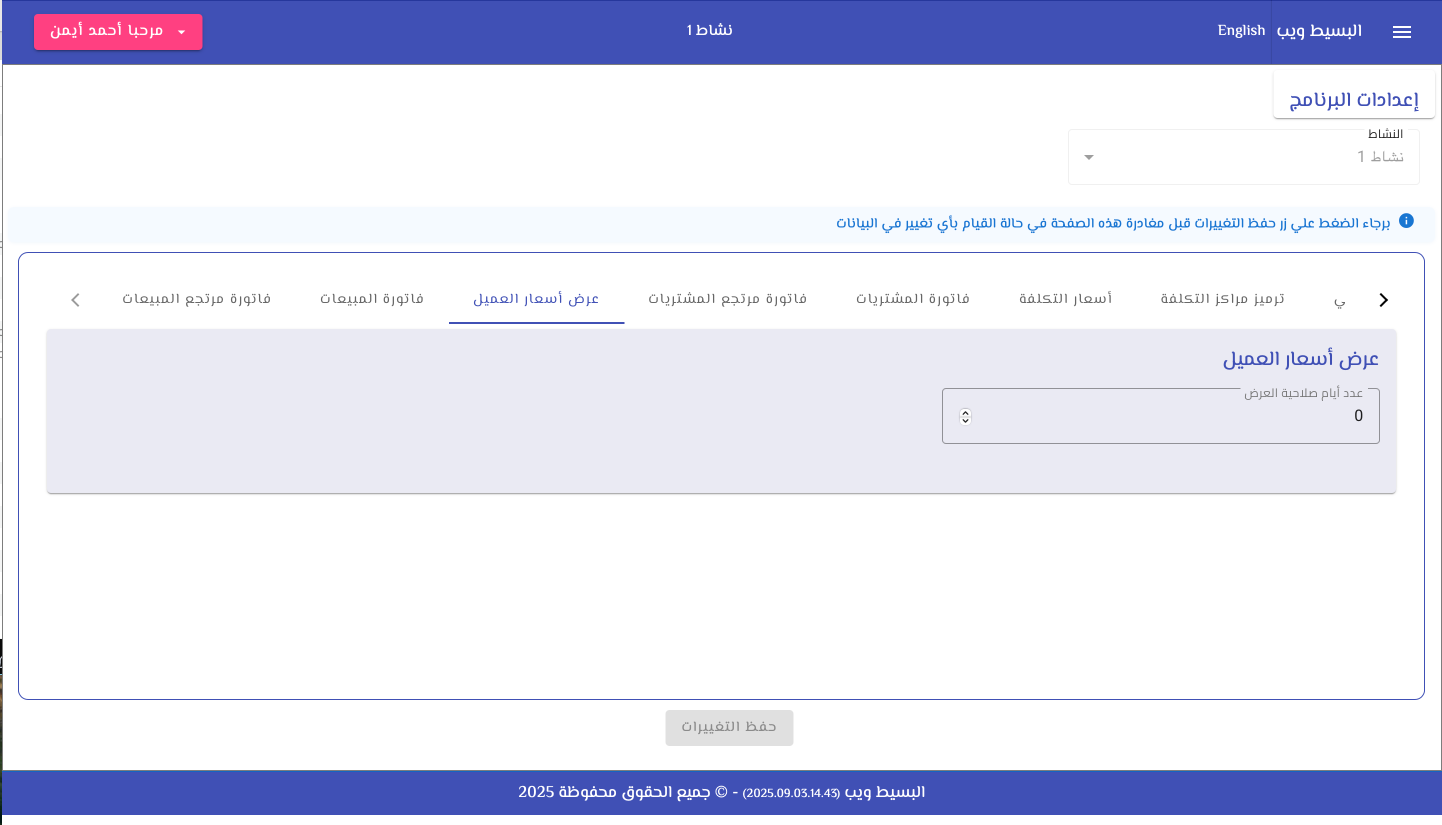 البسيط ويب
English
نشاط 1
مرحبا أحمد أيمن
إعدادات البرنامج
النشاط
نشاط 1
برجاء الضغط علي زر حفظ التغييرات قبل مغادرة هذه الصفحة في حالة القيام بأي تغيير في البيانات
ي
ترميز مراكز التكلفة
أسعار التكلفة
فاتورة المشتريات
فاتورة مرتجع المشتريات
عرض أسعار العميل
فاتورة المبيعات
فاتورة مرتجع المبيعات
عرض أسعار العميل
عدد أيام صلاحية العرض
0
حفظ التغييرات
البسيط ويب (2025.09.03.14.43) - © جميع الحقوق محفوظة 2025